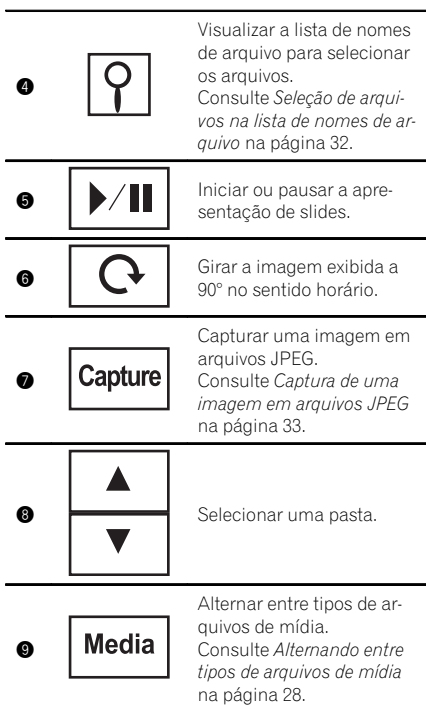 Visualizar a lista de nomes
de arquivo para selecionar
os arquivos.
❹
Consulte Seleção de arqui-
vos na lista de nomes de ar-
quivo na página 32.
❺
Iniciar ou pausar a apre-
sentação de slides.
❻
Girar a imagem exibida a
90° no sentido horário.
Capturar uma imagem em
arquivos JPEG.
❼ Capture
Consulte Captura de uma
imagem em arquivos JPEG
na página 33.
❽
Selecionar uma pasta.
Alternar entre tipos de ar-
quivos de mídia.
❾ Media
Consulte Alternando entre
tipos de arquivos de mídia
na página 28.